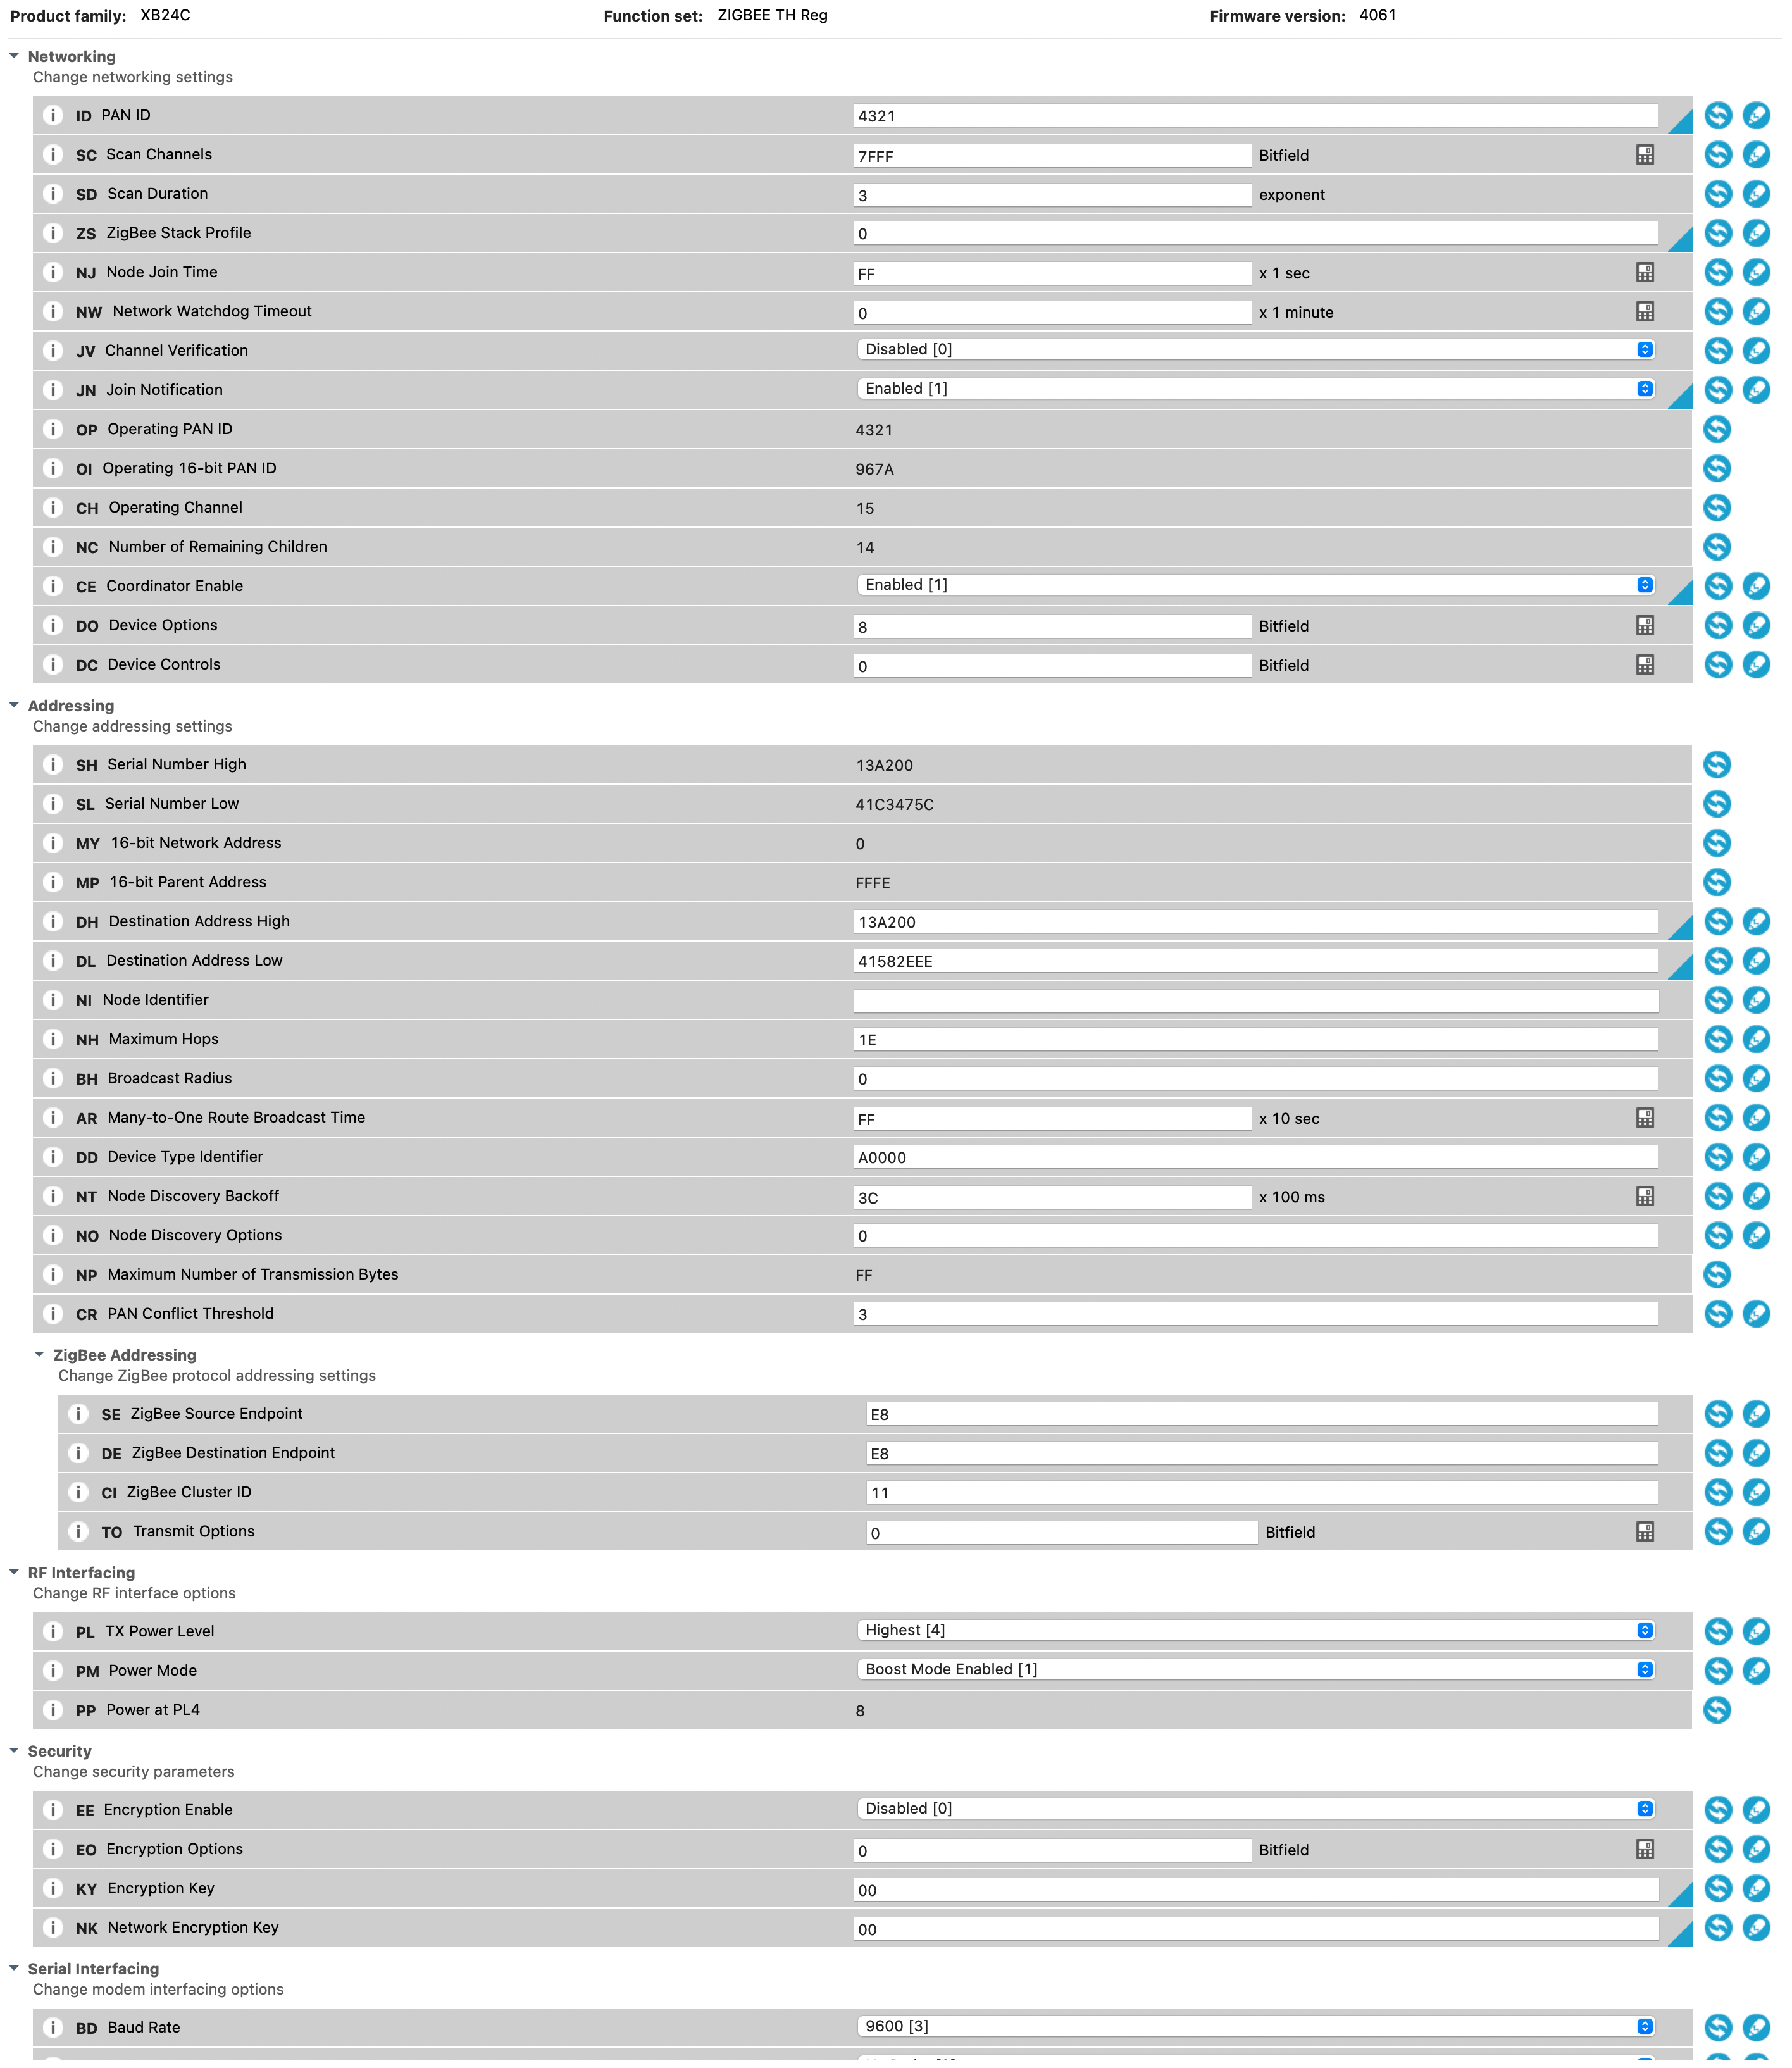 Product family: XB24C Function set: ZIGBEE TH Reg Firmware version: 4061
Networking
Change networking settings
i ID PAN ID 4321
i SC Scan Channels 7FFF Bitfield
i SD Scan Duration 3 exponent
i ZS ZigBee Stack Profile 0
i NJ Node Join Time FF x 1 sec
i NW Network Watchdog Timeout 0 x 1 minute
i JV Channel Verification Disabled [0]
i JN Join Notification Enabled [1]
i OP Operating PAN ID 4321
i OI Operating 16-bit PAN ID 967A
i CH Operating Channel 15
i NC Number of Remaining Children 14
i CE Coordinator Enable Enabled [1]
i DO Device Options 8 Bitfield
i DC Device Controls 0 Bitfield
Addressing
Change addressing settings
i SH Serial Number High 13A200
i SL Serial Number Low 41C3475C
i MY 16-bit Network Address 0
i MP 16-bit Parent Address FFFE
i DH Destination Address High 13A200
i DL Destination Address Low 41582EEE
i NI Node Identifier
i NH Maximum Hops 1E
i BH Broadcast Radius 0
i AR Many-to-One Route Broadcast Time FF x 10 sec
i DD Device Type Identifier A0000
i NT Node Discovery Backoff 3C x 100 ms
i NO Node Discovery Options 0
i NP Maximum Number of Transmission Bytes FF
i CR PAN Conflict Threshold 3
ZigBee Addressing
Change ZigBee protocol addressing settings
i SE ZigBee Source Endpoint E8
i DE ZigBee Destination Endpoint E8
i CI ZigBee Cluster ID 11
i TO Transmit Options 0 Bitfield
RF Interfacing
Change RF interface options
i PL TX Power Level Highest [4]
i PM Power Mode Boost Mode Enabled [1]
i PP Power at PL4 8
Security
Change security parameters
i EE Encryption Enable Disabled [0]
i EO Encryption Options 0 Bitfield
i KY Encryption Key 00
i NK Network Encryption Key 00
Serial Interfacing
Change modem interfacing options
i BD Baud Rate 9600 [3]